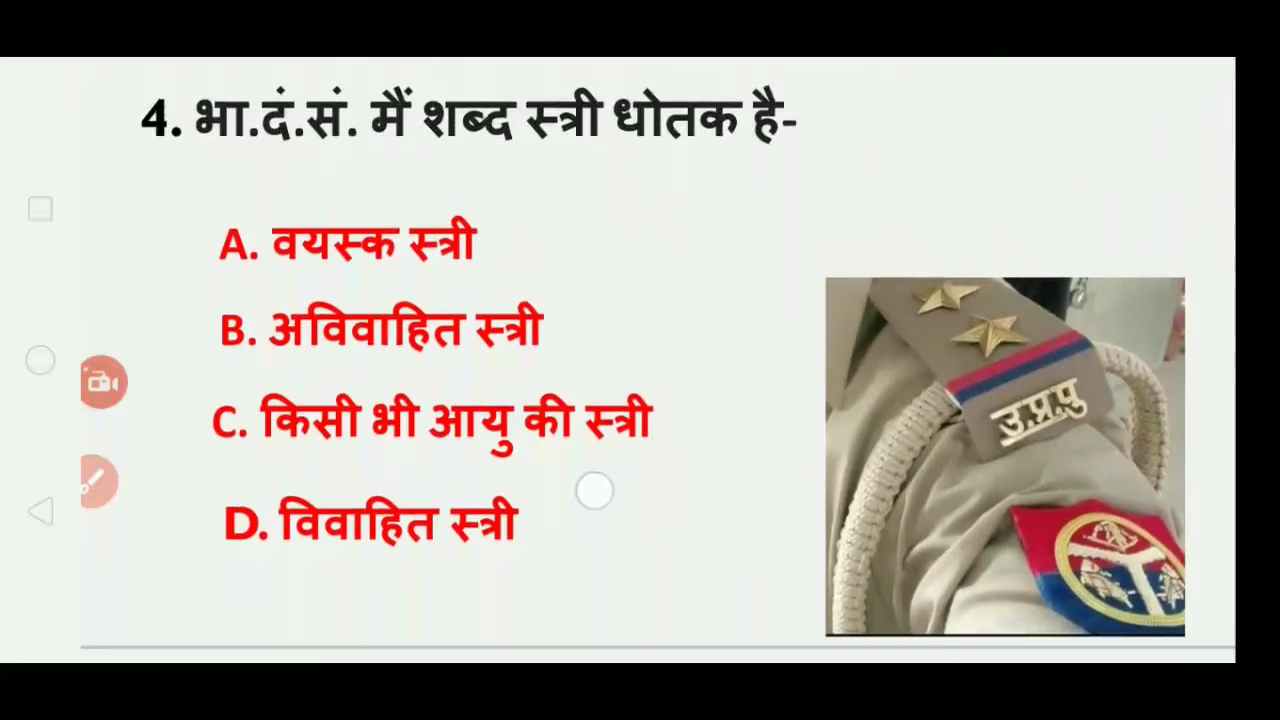 4. भा.दं.सं. मैं शब्द स्त्री धोतक है-
A. वयस्क स्त्री
B. अविवाहित स्त्री
C. किसी भी आयु की स्त्री
D. विवाहित स्त्री
उ.प्र.पु